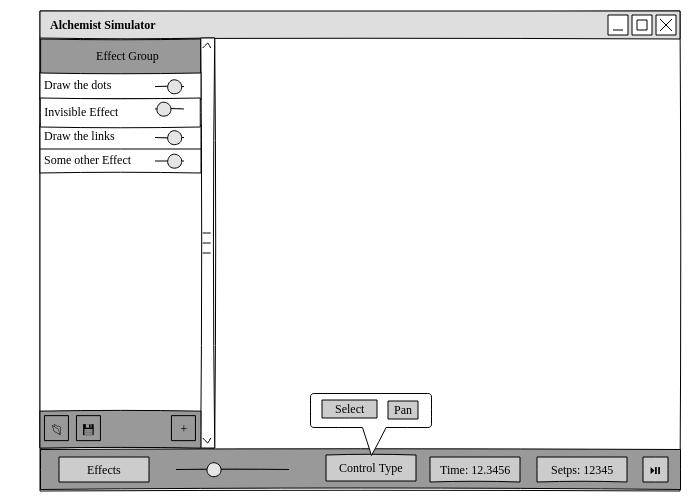 Alchemist Simulator
Effect Group
Draw the dots
Invisible Effect
Draw the links
Some other Effect
+
Select
Pan
Effects
Control Type
Time: 12.3456
Setps: 12345